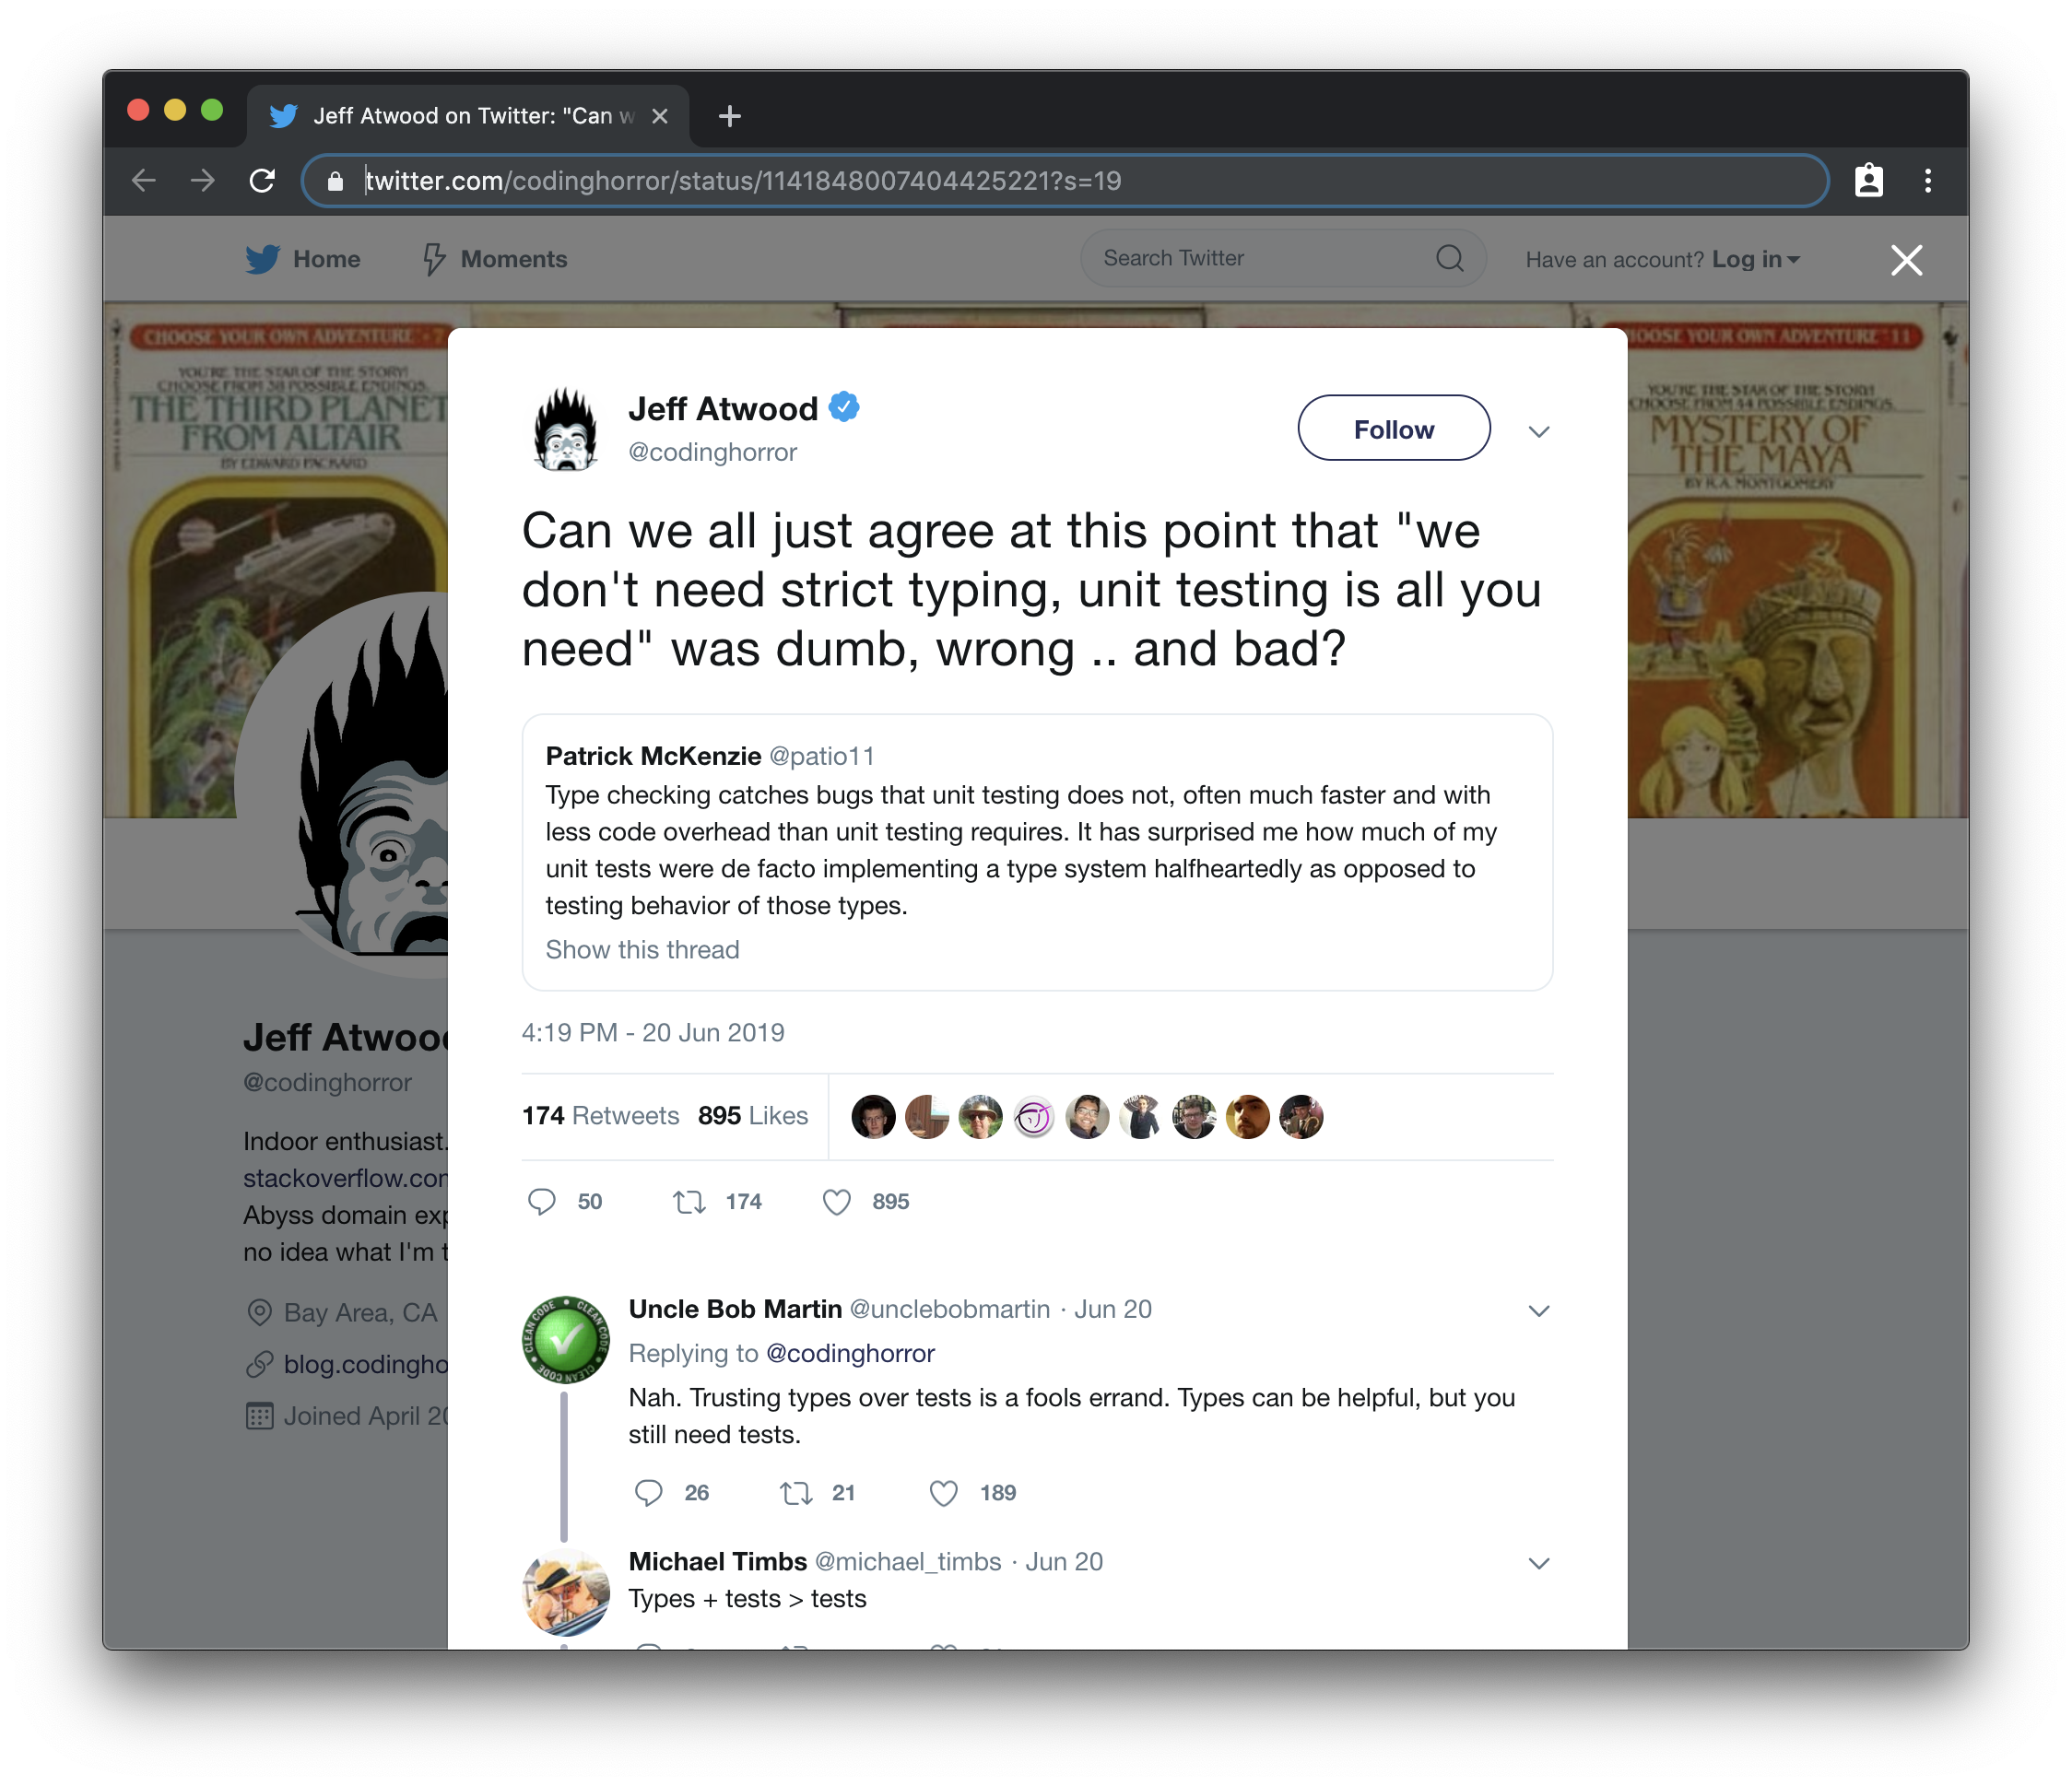 Jeff Atwood on Twitter: "Can w
twitter.com/codinghorror/status/1141848007404425221?s=19
Home
Moments
Search Twitter
Have an account? Log in
CHOOSE YOUR OWN ADVENTURE · 7
YOU'RE THE STAR OF THE STORY!
CHOOSE FROM 38 POSSIBLE ENDINGS.
THE THIRD PLANET
FROM ALTAIR
BY EDWARD PACKARD
HOOSE YOUR OWN ADVENTURE · 11
YOU'RE THE STAR OF THE STORY!
CHOOSE FROM 44 POSSIBLE ENDINGS.
MYSTERY OF
THE MAYA
BY R.A. MONTGOMERY
Jeff Atwood
@codinghorror
Follow
Can we all just agree at this point that "we
don't need strict typing, unit testing is all you
need" was dumb, wrong .. and bad?
Patrick McKenzie @patio11
Type checking catches bugs that unit testing does not, often much faster and with
less code overhead than unit testing requires. It has surprised me how much of my
unit tests were de facto implementing a type system halfheartedly as opposed to
testing behavior of those types.
Show this thread
4:19 PM - 20 Jun 2019
174 Retweets 895 Likes
50 174 895
Uncle Bob Martin @unclebobmartin · Jun 20
Replying to @codinghorror
Nah. Trusting types over tests is a fools errand. Types can be helpful, but you
still need tests.
26 21 189
CLEAN CODE · CLEAN CODE · CLEAN CODE
Michael Timbs @michael_timbs · Jun 20
Types + tests > tests
Jeff Atwoo
@codinghorror
Indoor enthusiast.
stackoverflow.con
Abyss domain exp
no idea what I'm t
Bay Area, CA
blog.codingho
Joined April 20